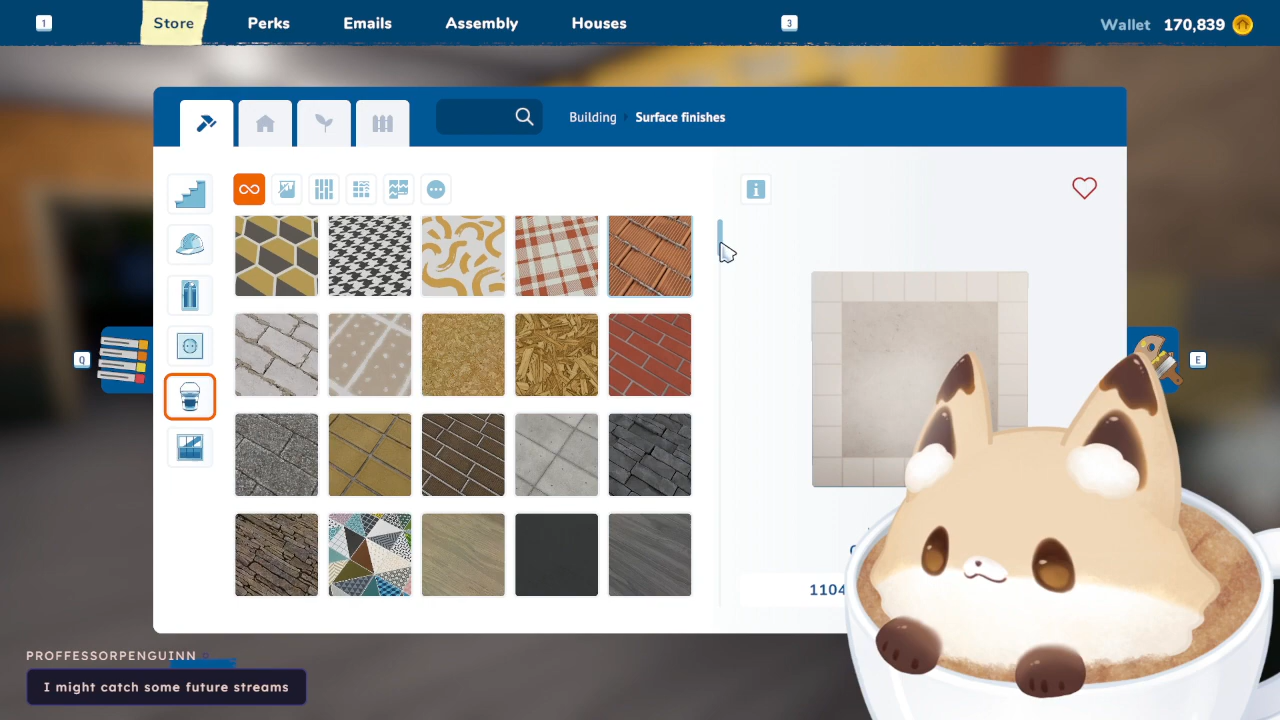 1 Store Perks Emails Assembly Houses 3 Wallet 170,839
Building Surface finishes
Q
E
1104
PROFFESSORPENGUINN
I might catch some future streams